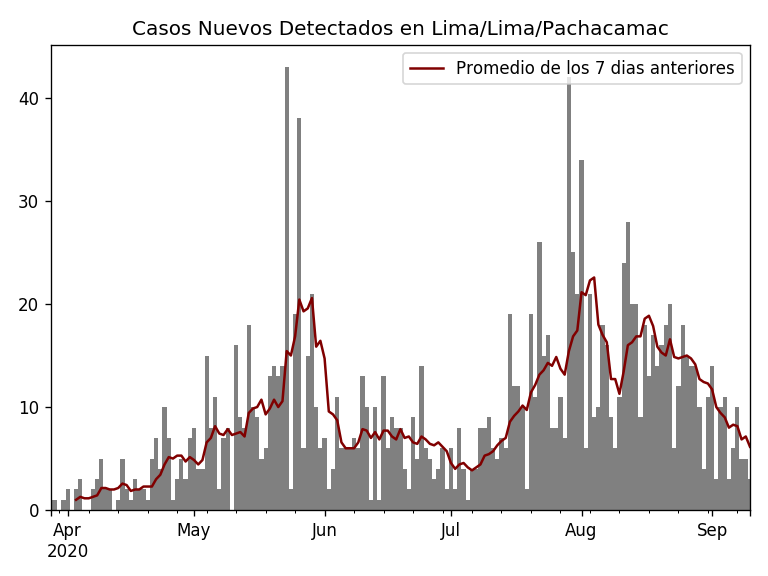 Casos Nuevos Detectados en Lima/Lima/Pachacamac
Promedio de los 7 dias anteriores
40
30
20
10
0
Apr May Jun Jul Aug Sep
2020